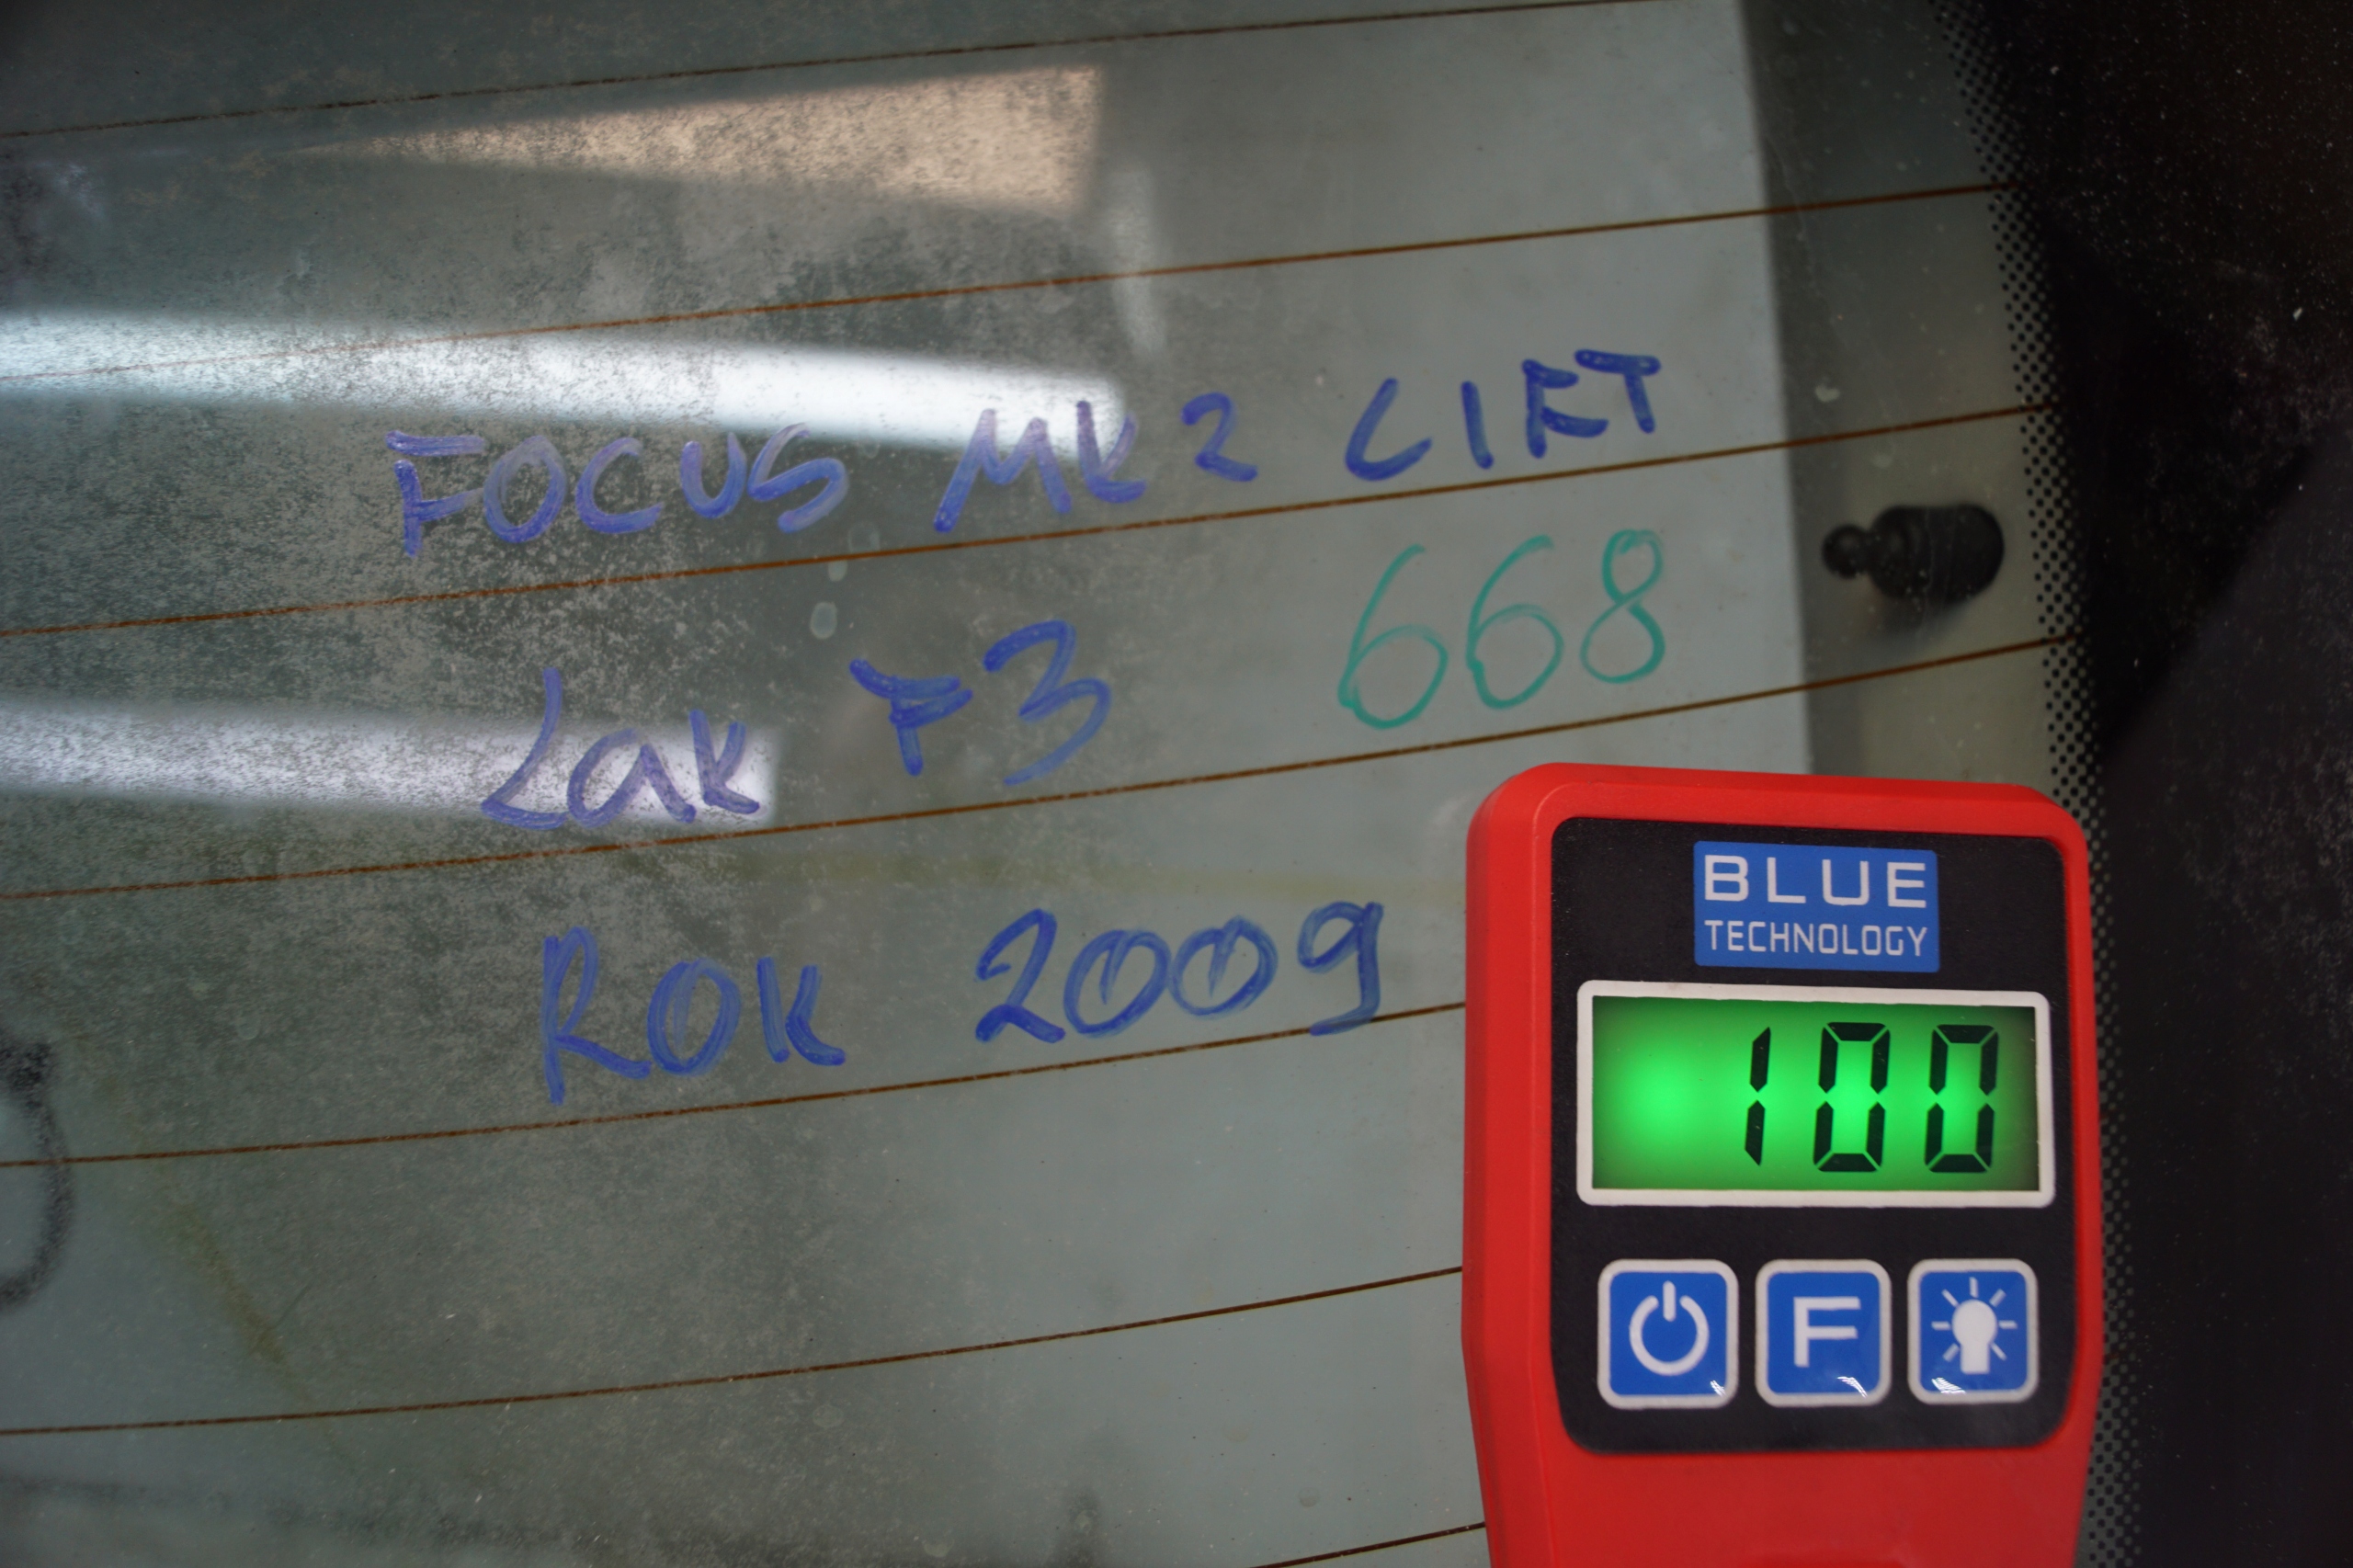 FOCUS MK2 LIFT
Lak F3 668
ROK 2009
BLUE
TECHNOLOGY
100
F